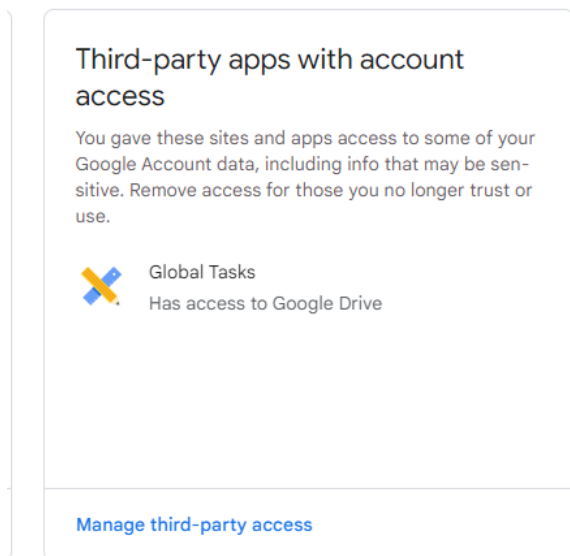 Third-party apps with account
access
You gave these sites and apps access to some of your
Google Account data, including info that may be sen-
sitive. Remove access for those you no longer trust or
use.
Global Tasks
Has access to Google Drive
Manage third-party access